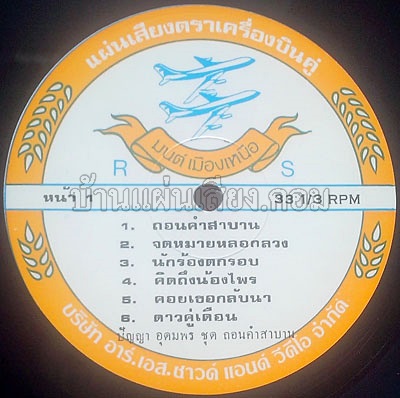 แผ่นเสียงตราเครื่องบินคู่
มนต์เมืองเหนือ
R S
บ้านแผ่นเสียง.คอม
หน้า 1 33 1/3 RPM
1. ถอนคำสาบาน
2. จดหมายหลอกลวง
3. นักร้องตกรอบ
4. คิดถึงน้องไพร
5. คอยเธอกลับนา
6. ดาวคู่เดือน
ปัญญา อุดมพร ชุด ถอนคำสาบาน
บริษัท อาร์.เอส.ซาวด์ แอนด์ วีดีโอ จำกัด